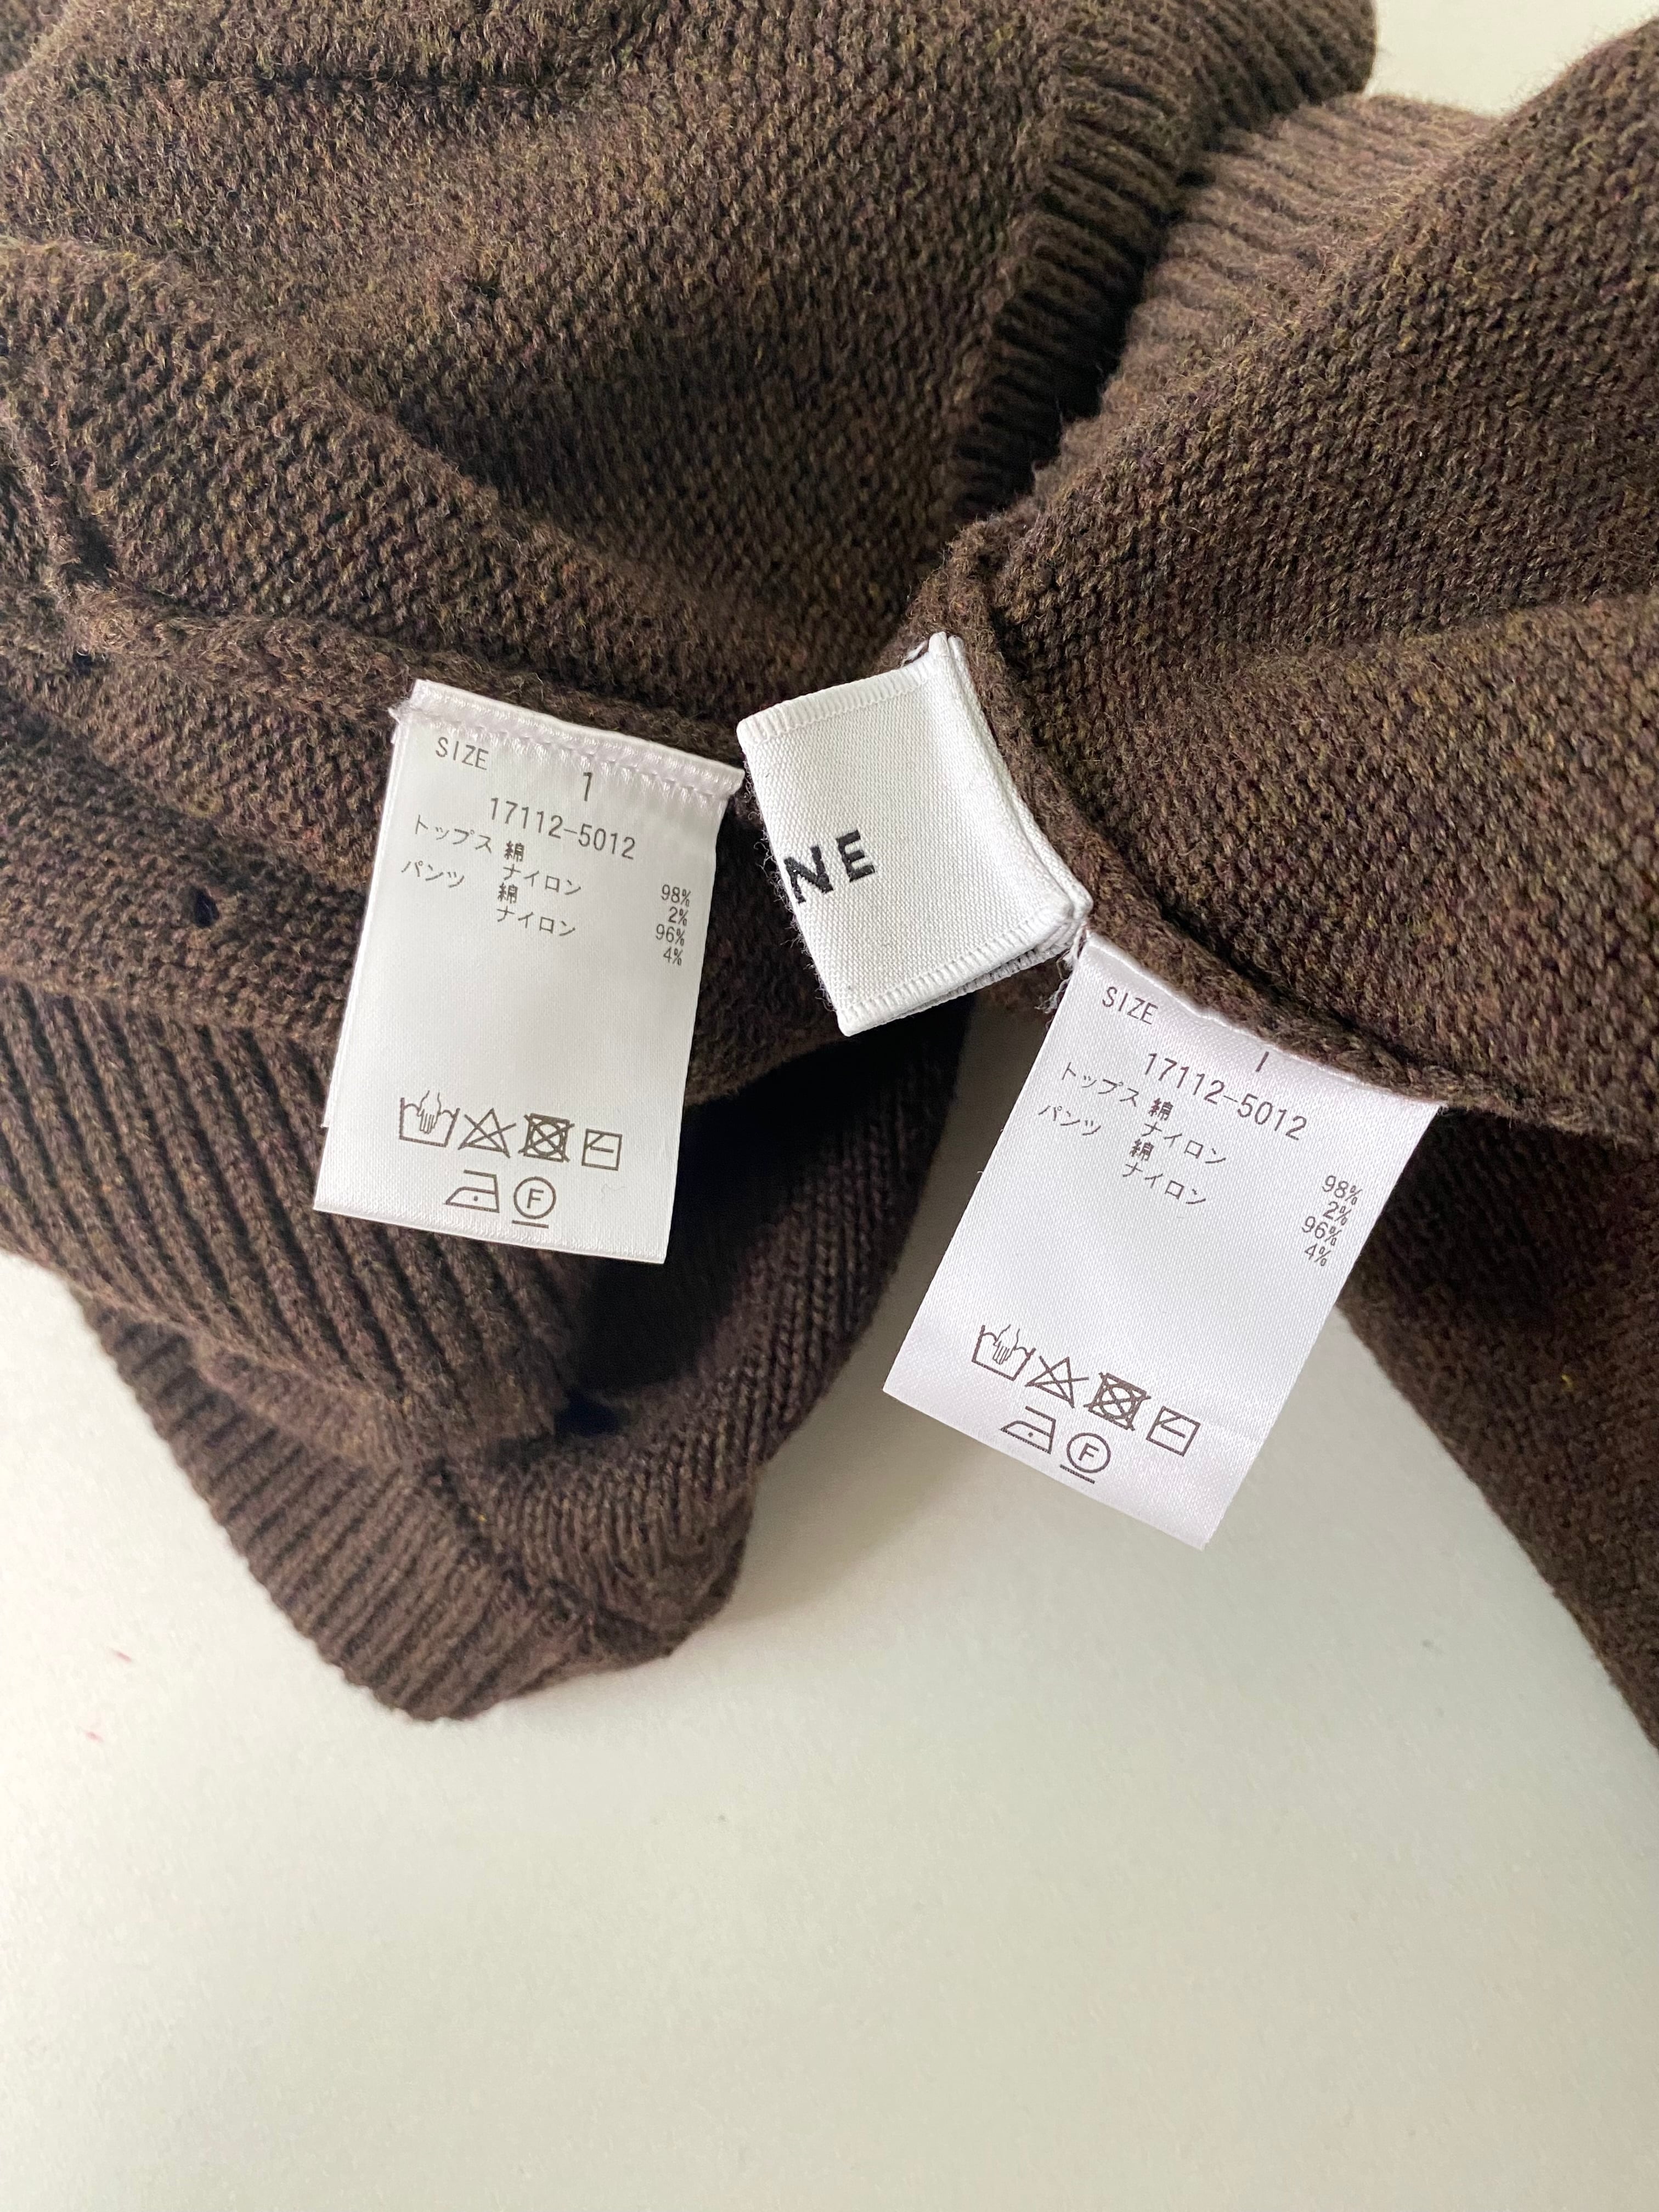 SIZE
1
17112-5012
トップス 綿
ナイロン 98%
パンツ 綿 2%
ナイロン 96%
4%
F
NE
SIZE
1
17112-5012
トップス 綿
ナイロン 98%
パンツ 綿 2%
ナイロン 96%
4%
F